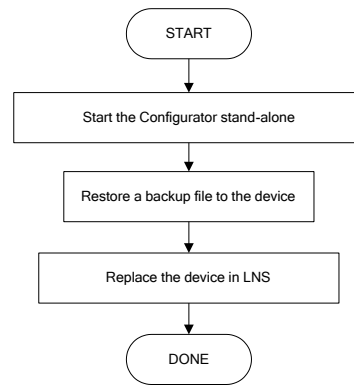 START
Start the Configurator stand-alone
Restore a backup file to the device
Replace the device in LNS
DONE